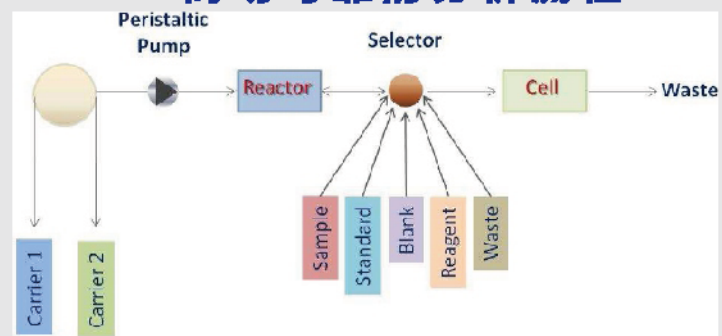 Peristaltic
Pump
Selector
Reactor
Cell
Waste
Sample
Standard
Blank
Reagent
Waste
Carrier 1
Carrier 2